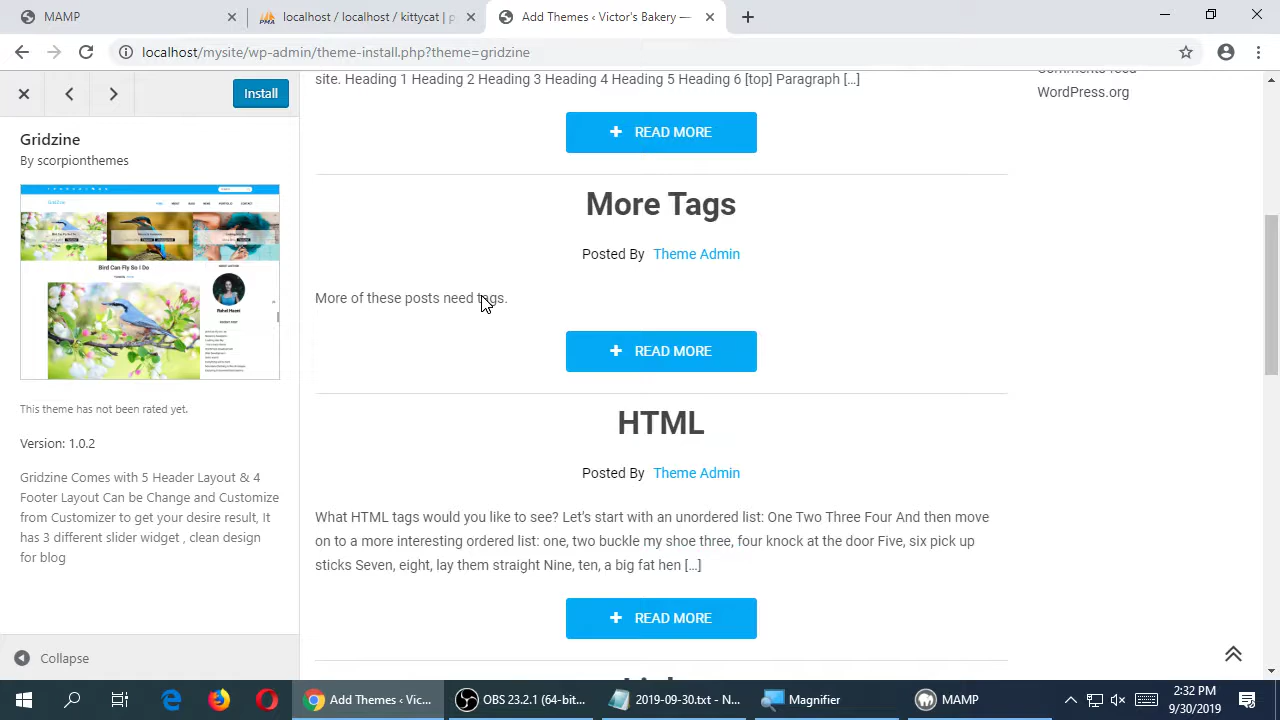 MAMP
localhost / localhost / kittycat | p
Add Themes ‹ Victor's Bakery —
localhost/mysite/wp-admin/theme-install.php?theme=gridzine
Install
Gridzine
By scorpionthemes
Bird Can Fly So I Do
This theme has not been rated yet.
Version: 1.0.2
Gridzine Comes with 5 Header Layout & 4
Footer Layout Can be Change and Customize
from Customizer to get your desire result, It
has 3 different slider widget , clean design
for blog
Collapse
site. Heading 1 Heading 2 Heading 3 Heading 4 Heading 5 Heading 6 [top] Paragraph […]
READ MORE
More Tags
Posted By Theme Admin
More of these posts need tags.
READ MORE
HTML
Posted By Theme Admin
What HTML tags would you like to see? Let's start with an unordered list: One Two Three Four And then move
on to a more interesting ordered list: one, two buckle my shoe three, four knock at the door Five, six pick up
sticks Seven, eight, lay them straight Nine, ten, a big fat hen […]
READ MORE
WordPress.org
Add Themes ‹ Vic...
OBS 23.2.1 (64-bit...
2019-09-30.txt - N...
Magnifier
MAMP
2:32 PM
9/30/2019